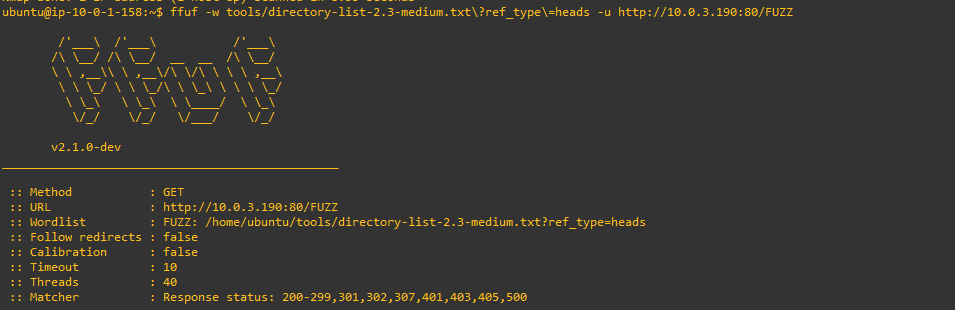 ubuntu@ip-10-0-1-158:~$ ffuf -w tools/directory-list-2.3-medium.txt\?ref_type\=heads -u http://10.0.3.190:80/FUZZ
        /'___\  /'___\           /'___\
       /\ \__/ /\ \__/  __  __  /\ \__/
       \ \ ,__\\ \ ,__\/\ \/\ \ \ \ ,__\
        \ \ \_/ \ \ \_/\ \ \_\ \ \ \ \_/
         \ \_\   \ \_\  \ \____/  \ \_\
          \/_/    \/_/   \/___/    \/_/
       v2.1.0-dev
________________________________________________
 :: Method           : GET
 :: URL              : http://10.0.3.190:80/FUZZ
 :: Wordlist         : FUZZ: /home/ubuntu/tools/directory-list-2.3-medium.txt?ref_type=heads
 :: Follow redirects : false
 :: Calibration      : false
 :: Timeout          : 10
 :: Threads          : 40
 :: Matcher          : Response status: 200-299,301,302,307,401,403,405,500